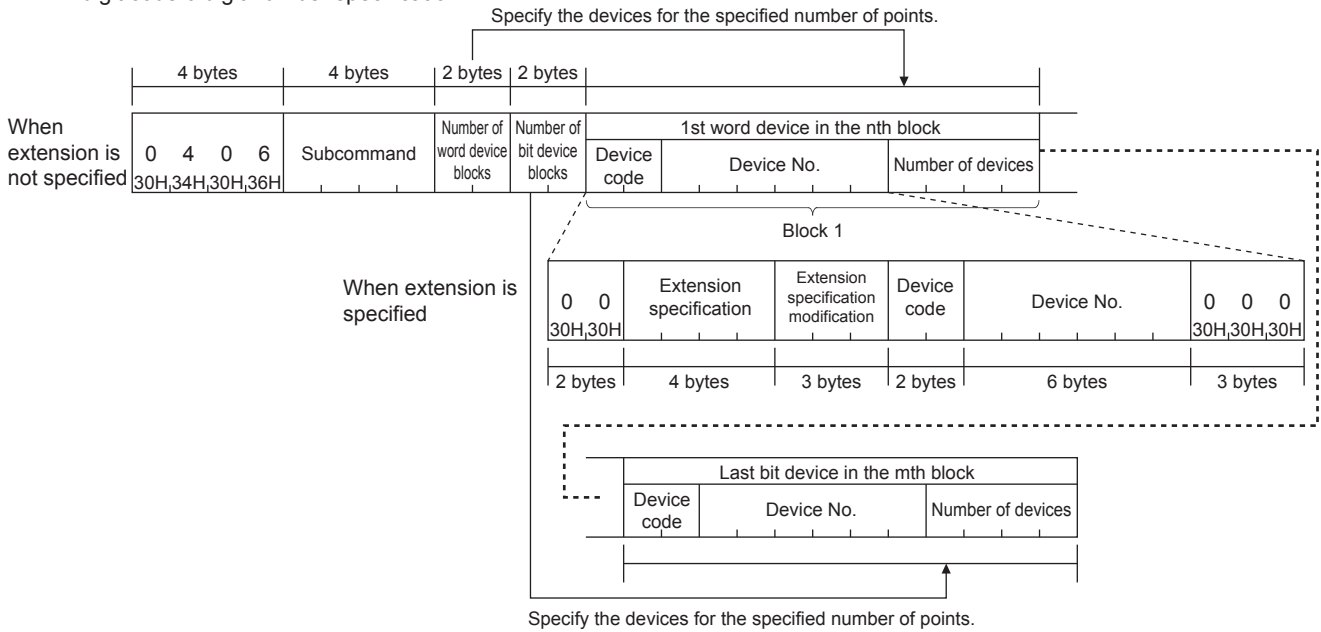 Specify the devices for the specified number of points.
4 bytes 4 bytes 2 bytes 2 bytes
When extension is not specified
0 4 0 6
30H 34H 30H 36H
Subcommand
Number of word device blocks
Number of bit device blocks
1st word device in the nth block
Device code
Device No.
Number of devices
Block 1
When extension is specified
0 0
30H 30H
Extension specification
Extension specification modification
Device code
Device No.
0 0 0
30H 30H 30H
2 bytes 4 bytes 3 bytes 2 bytes 6 bytes 3 bytes
Last bit device in the mth block
Device code
Device No.
Number of devices
Specify the devices for the specified number of points.